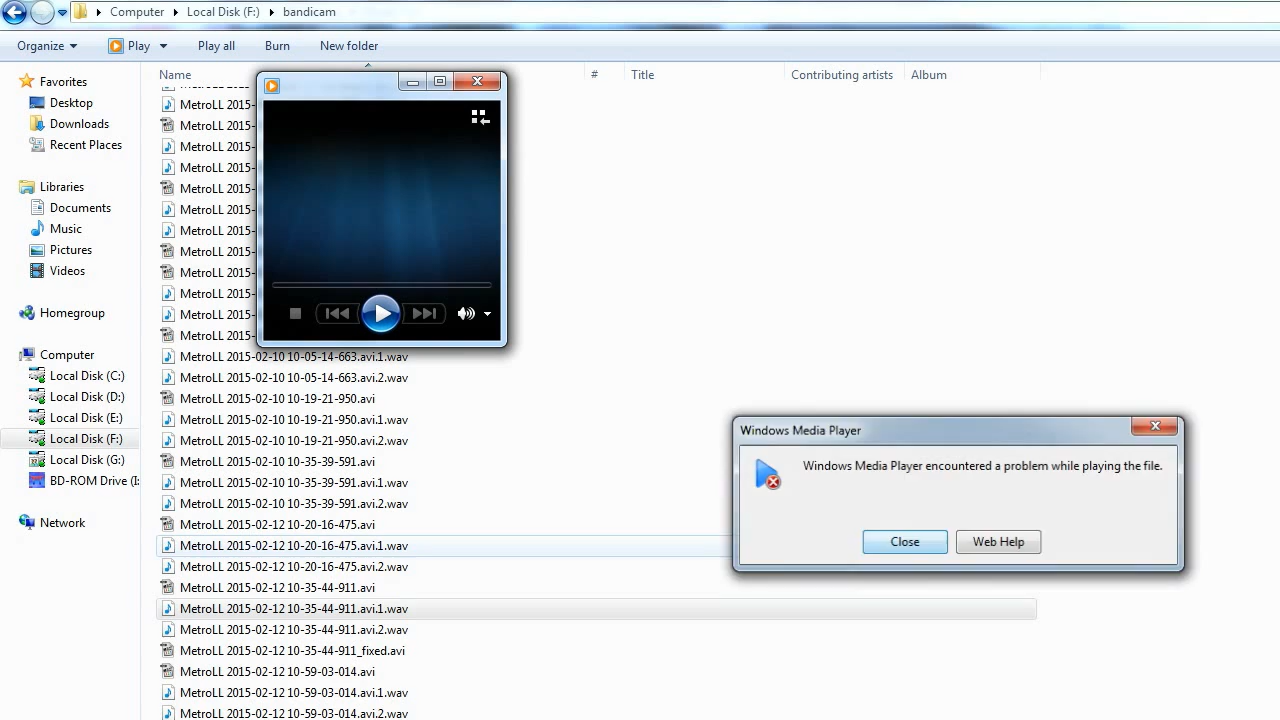 Computer ▸ Local Disk (F:) ▸ bandicam
Organize Play Play all Burn New folder
Name # Title Contributing artists Album
Favorites
Desktop
Downloads
Recent Places
Libraries
Documents
Music
Pictures
Videos
Homegroup
Computer
Local Disk (C:)
Local Disk (D:)
Local Disk (E:)
Local Disk (F:)
Local Disk (G:)
BD-ROM Drive (I:
Network
MetroLL 2015-
MetroLL 2015-
MetroLL 2015-
MetroLL 2015-
MetroLL 2015-
MetroLL 2015-
MetroLL 2015-
MetroLL 2015-
MetroLL 2015-
MetroLL 2015-
MetroLL 2015-
MetroLL 2015-
MetroLL 2015-02-10 10-05-14-663.avi.1.wav
MetroLL 2015-02-10 10-05-14-663.avi.2.wav
MetroLL 2015-02-10 10-19-21-950.avi
MetroLL 2015-02-10 10-19-21-950.avi.1.wav
MetroLL 2015-02-10 10-19-21-950.avi.2.wav
MetroLL 2015-02-10 10-35-39-591.avi
MetroLL 2015-02-10 10-35-39-591.avi.1.wav
MetroLL 2015-02-10 10-35-39-591.avi.2.wav
MetroLL 2015-02-12 10-20-16-475.avi
MetroLL 2015-02-12 10-20-16-475.avi.1.wav
MetroLL 2015-02-12 10-20-16-475.avi.2.wav
MetroLL 2015-02-12 10-35-44-911.avi
MetroLL 2015-02-12 10-35-44-911.avi.1.wav
MetroLL 2015-02-12 10-35-44-911.avi.2.wav
MetroLL 2015-02-12 10-35-44-911_fixed.avi
MetroLL 2015-02-12 10-59-03-014.avi
MetroLL 2015-02-12 10-59-03-014.avi.1.wav
MetroLL 2015-02-12 10-59-03-014.avi.2.wav
Windows Media Player
Windows Media Player encountered a problem while playing the file.
Close Web Help